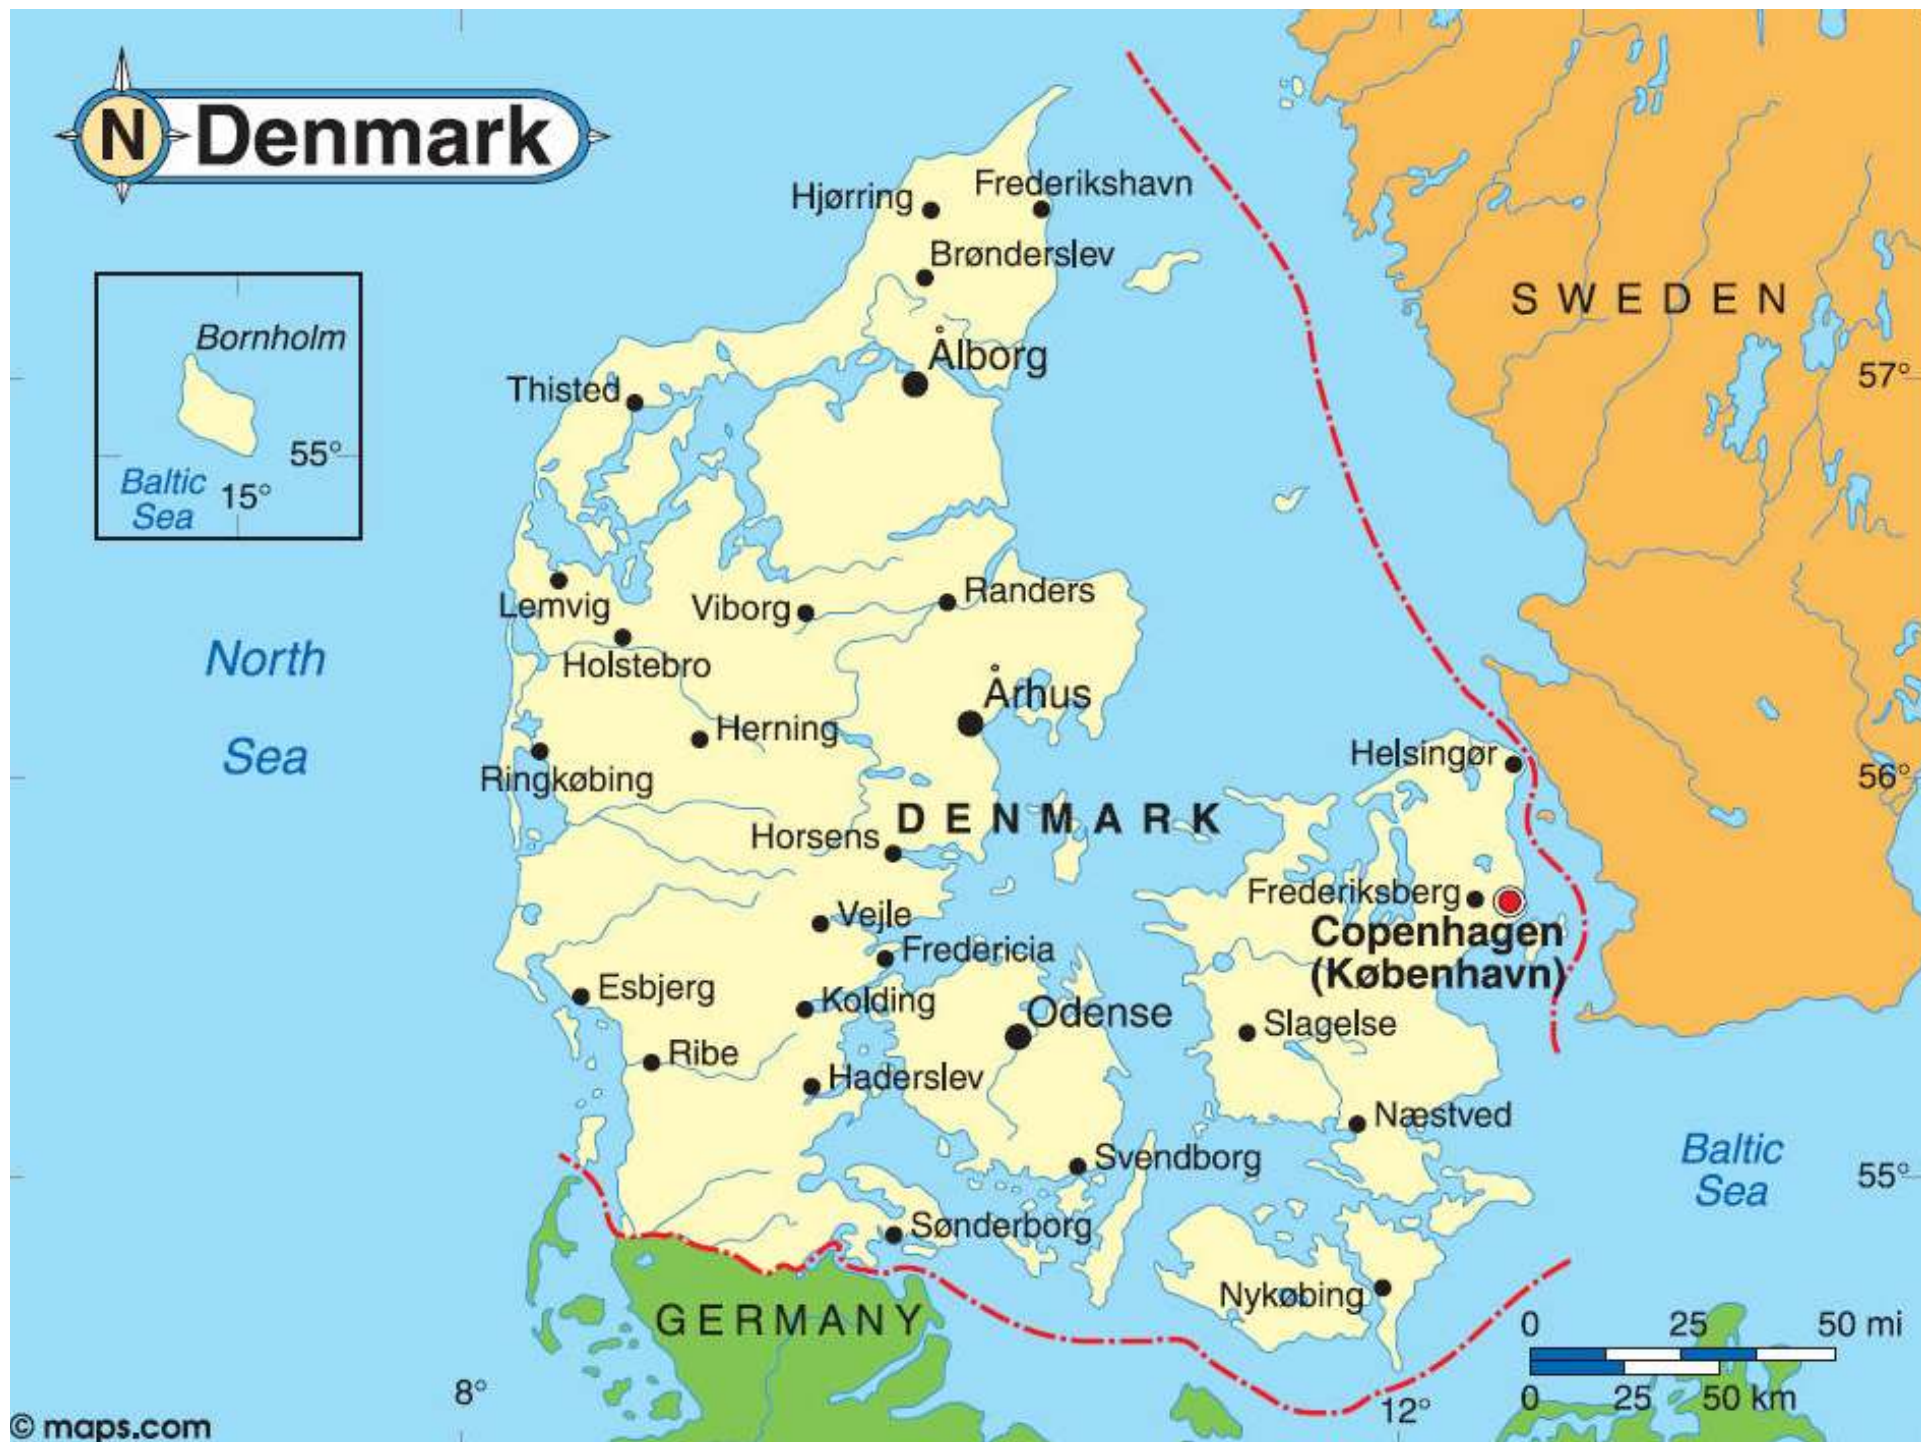 N Denmark
Hjørring
Frederikshavn
Brønderslev
SWEDEN
Bornholm
Ålborg
57°
Thisted
55°
Baltic
Sea
15°
Lemvig
Viborg
Randers
North
Sea
Holstebro
Århus
Herning
Helsingør
Ringkøbing
56°
DENMARK
Horsens
Frederiksberg
Vejle
Copenhagen
(København)
Fredericia
Esbjerg
Kolding
Odense
Slagelse
Ribe
Haderslev
Næstved
Svendborg
Baltic
Sea
55°
Sønderborg
Nykøbing
GERMANY
0 25 50 mi
0 25 50 km
8°
12°
© maps.com